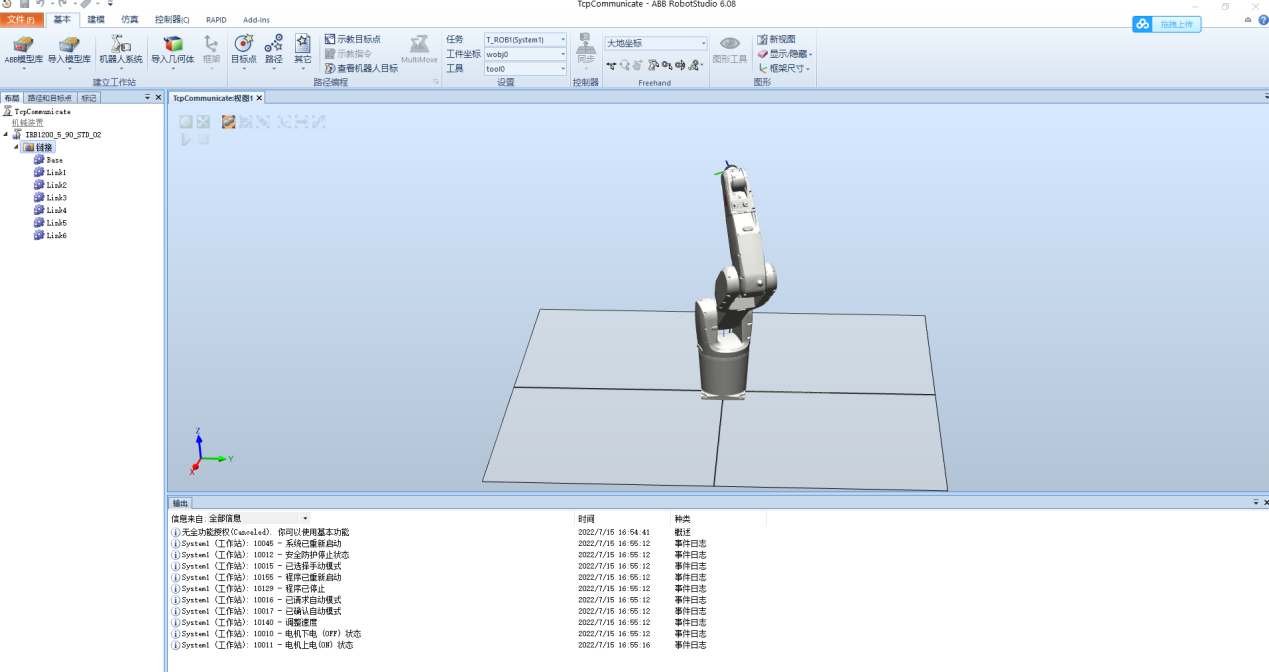 TcpCommunicate - ABB RobotStudio 6.08
文件(F) 基本 建模 仿真 控制器(C) RAPID Add-Ins
拖拽上传
ABB模型库 导入模型库 机器人系统 导入几何体 框架
建立工作站
目标点 路径 其它
示教目标点
示教指令
查看机器人目标
MultiMove
路径编程
任务 T_ROB1(System1)
工件坐标 wobj0
工具 tool0
设置
同步
控制器
大地坐标
Freehand
图形工具
新视图
显示/隐藏
框架尺寸
图形
布局 路径和目标点 标记
TcpCommunicate
机械装置
IRB1200_5_90_STD_02
链接
Base
Link1
Link2
Link3
Link4
Link5
Link6
TcpCommunicate:视图1
Z
Y
X
输出
信息来自: 全部信息 时间 种类
无全功能授权(Canceled). 你可以使用基本功能 2022/7/15 16:54:41 概述
System1 (工作站): 10045 - 系统已重新启动 2022/7/15 16:55:12 事件日志
System1 (工作站): 10012 - 安全防护停止状态 2022/7/15 16:55:12 事件日志
System1 (工作站): 10015 - 已选择手动模式 2022/7/15 16:55:12 事件日志
System1 (工作站): 10155 - 程序已重新启动 2022/7/15 16:55:12 事件日志
System1 (工作站): 10129 - 程序已停止 2022/7/15 16:55:12 事件日志
System1 (工作站): 10016 - 已请求自动模式 2022/7/15 16:55:12 事件日志
System1 (工作站): 10017 - 已确认自动模式 2022/7/15 16:55:12 事件日志
System1 (工作站): 10140 - 调整速度 2022/7/15 16:55:12 事件日志
System1 (工作站): 10010 - 电机下电 (OFF) 状态 2022/7/15 16:55:12 事件日志
System1 (工作站): 10011 - 电机上电(ON) 状态 2022/7/15 16:55:16 事件日志